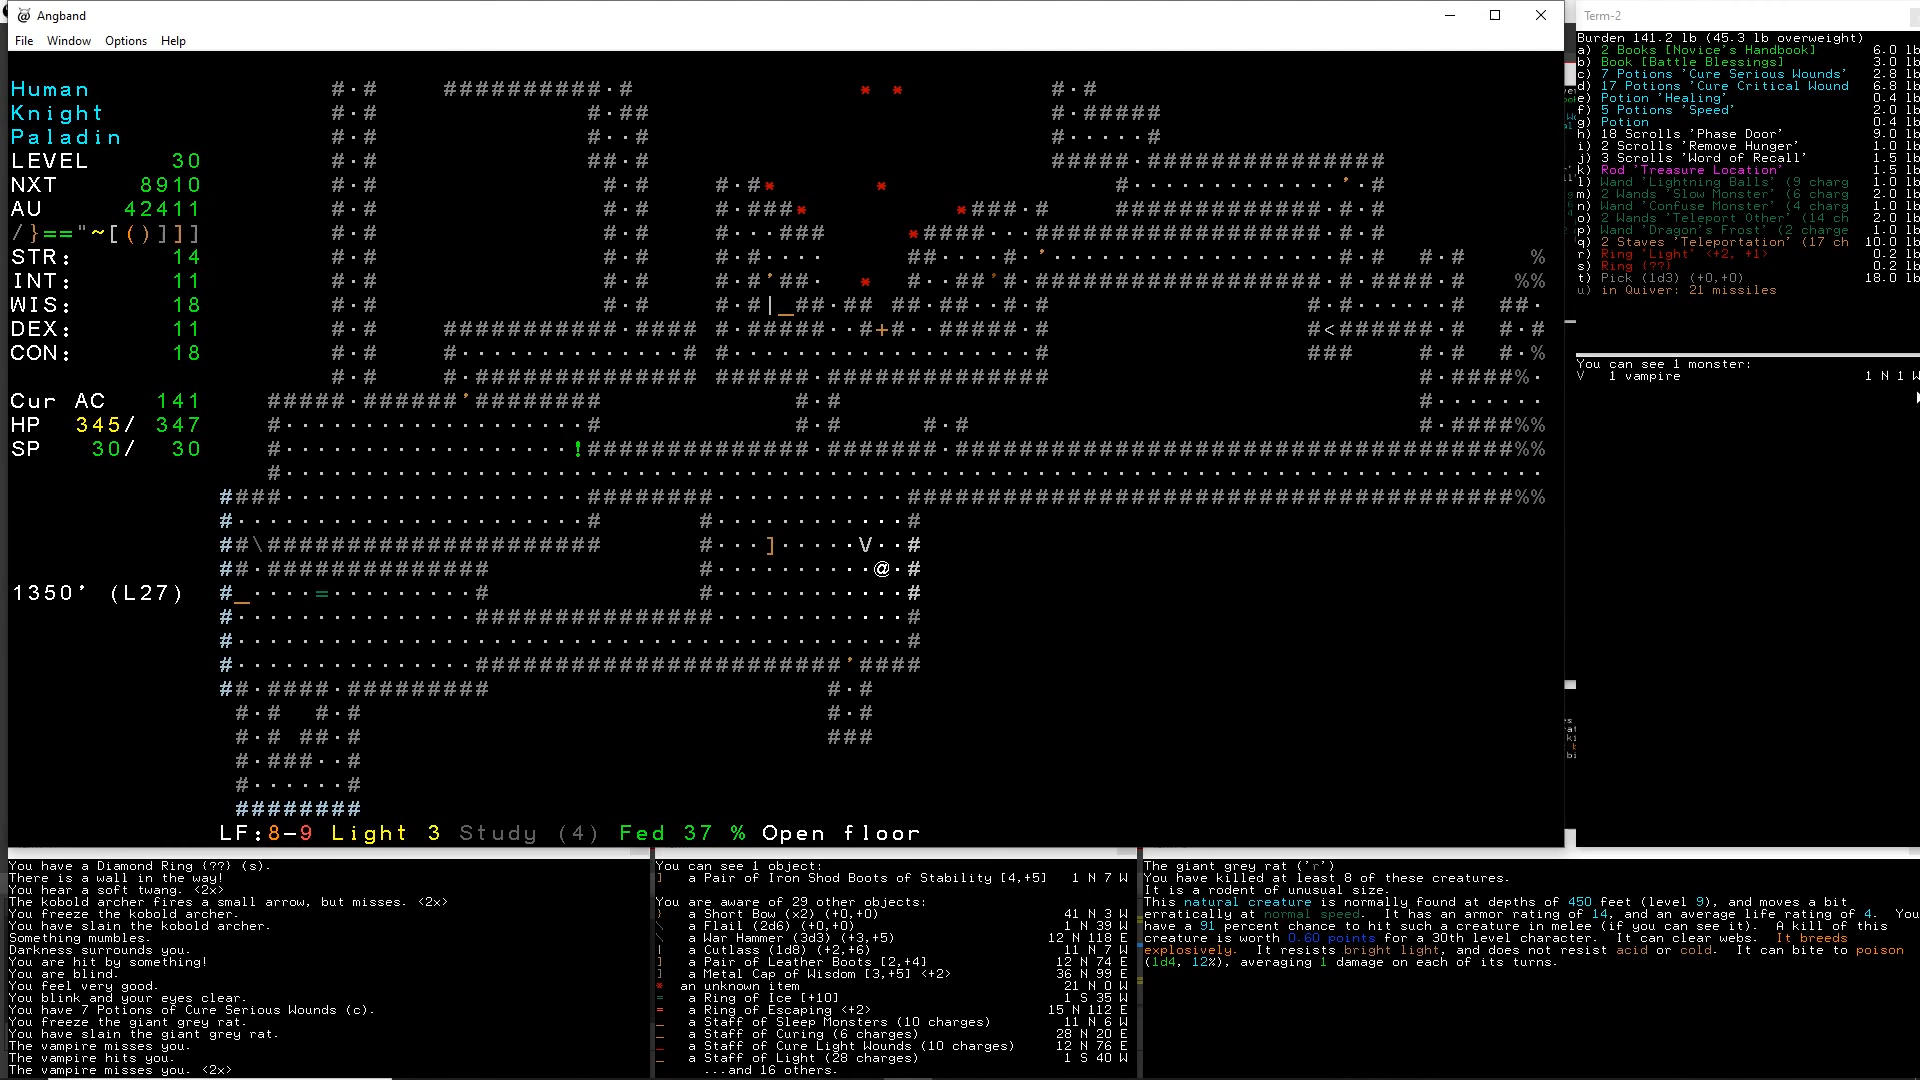 Angband
File Window Options Help
Human
Knight
Paladin
LEVEL 30
NXT 8910
AU 42411
/}=="~[()]]]
STR: 14
INT: 11
WIS: 18
DEX: 11
CON: 18
Cur AC 141
HP 345/ 347
SP 30/ 30
1350' (L27)
LF:8-9 Light 3 Study (4) Fed 37 % Open floor
Term-2
Burden 141.2 lb (45.3 lb overweight)
a) 2 Books [Novice's Handbook] 6.0 lb
b) Book [Battle Blessings] 3.0 lb
c) 7 Potions 'Cure Serious Wounds' 2.8 lb
d) 17 Potions 'Cure Critical Wound 6.8 lb
e) Potion 'Healing' 0.4 lb
f) 5 Potions 'Speed' 2.0 lb
g) Potion 0.4 lb
h) 18 Scrolls 'Phase Door' 9.0 lb
i) 2 Scrolls 'Remove Hunger' 1.0 lb
j) 3 Scrolls 'Word of Recall' 1.5 lb
k) Rod 'Treasure Location' 1.5 lb
l) Wand 'Lightning Balls' (9 charg 1.0 lb
m) 2 Wands 'Slow Monster' (6 charg 2.0 lb
n) Wand 'Confuse Monster' (4 charg 1.0 lb
o) 2 Wands 'Teleport Other' (14 ch 2.0 lb
p) Wand 'Dragon's Frost' (2 charge 1.0 lb
q) 2 Staves 'Teleportation' (17 ch 10.0 lb
r) Ring 'Light' <+2, +1> 0.2 lb
s) Ring {??} 0.2 lb
t) Pick (1d3) (+0,+0) 18.0 lb
u) in Quiver: 21 missiles
You can see 1 monster:
V 1 vampire 1 N 1 W
You have a Diamond Ring {??} (s).
There is a wall in the way!
You hear a soft twang. <2x>
The kobold archer fires a small arrow, but misses. <2x>
You freeze the kobold archer.
You have slain the kobold archer.
Something mumbles.
Darkness surrounds you.
You are hit by something!
You are blind.
You feel very good.
You blink and your eyes clear.
You have 7 Potions of Cure Serious Wounds (c).
You freeze the giant grey rat.
You have slain the giant grey rat.
The vampire misses you.
The vampire hits you.
The vampire misses you. <2x>
You can see 1 object:
] a Pair of Iron Shod Boots of Stability [4,+5] 1 N 7 W
You are aware of 29 other objects:
} a Short Bow (x2) (+0,+0) 41 N 3 W
\ a Flail (2d6) (+0,+0) 1 N 39 W
\ a War Hammer (3d3) (+3,+5) 12 N 118 E
| a Cutlass (1d8) (+2,+6) 11 N 7 W
] a Pair of Leather Boots [2,+4] 12 N 74 E
] a Metal Cap of Wisdom [3,+5] <+2> 36 N 99 E
* an unknown item 21 N 0 W
= a Ring of Ice [+10] 1 S 35 W
= a Ring of Escaping <+2> 15 N 112 E
_ a Staff of Sleep Monsters (10 charges) 11 N 6 W
_ a Staff of Curing (6 charges) 28 N 20 E
_ a Staff of Cure Light Wounds (10 charges) 12 N 76 E
_ a Staff of Light (28 charges) 1 S 40 W
...and 16 others.
The giant grey rat ('r')
You have killed at least 8 of these creatures.
It is a rodent of unusual size.
This natural creature is normally found at depths of 450 feet (level 9), and moves a bit
erratically at normal speed. It has an armor rating of 14, and an average life rating of 4. You
have a 91 percent chance to hit such a creature in melee (if you can see it). A kill of this
creature is worth 0.60 points for a 30th level character. It can clear webs. It breeds
explosively. It resists bright light, and does not resist acid or cold. It can bite to poison
(1d4, 12%), averaging 1 damage on each of its turns.